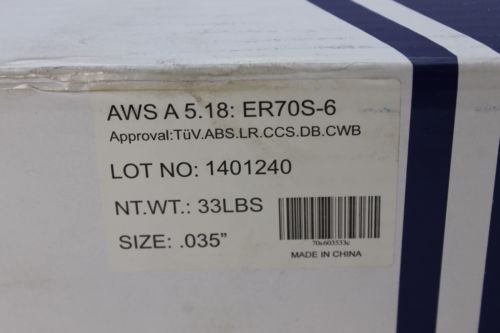 AWS A 5.18: ER70S-6
Approval:TüV.ABS.LR.CCS.DB.CWB
LOT NO: 1401240
NT.WT.: 33LBS
SIZE: .035”
70s603533c
MADE IN CHINA